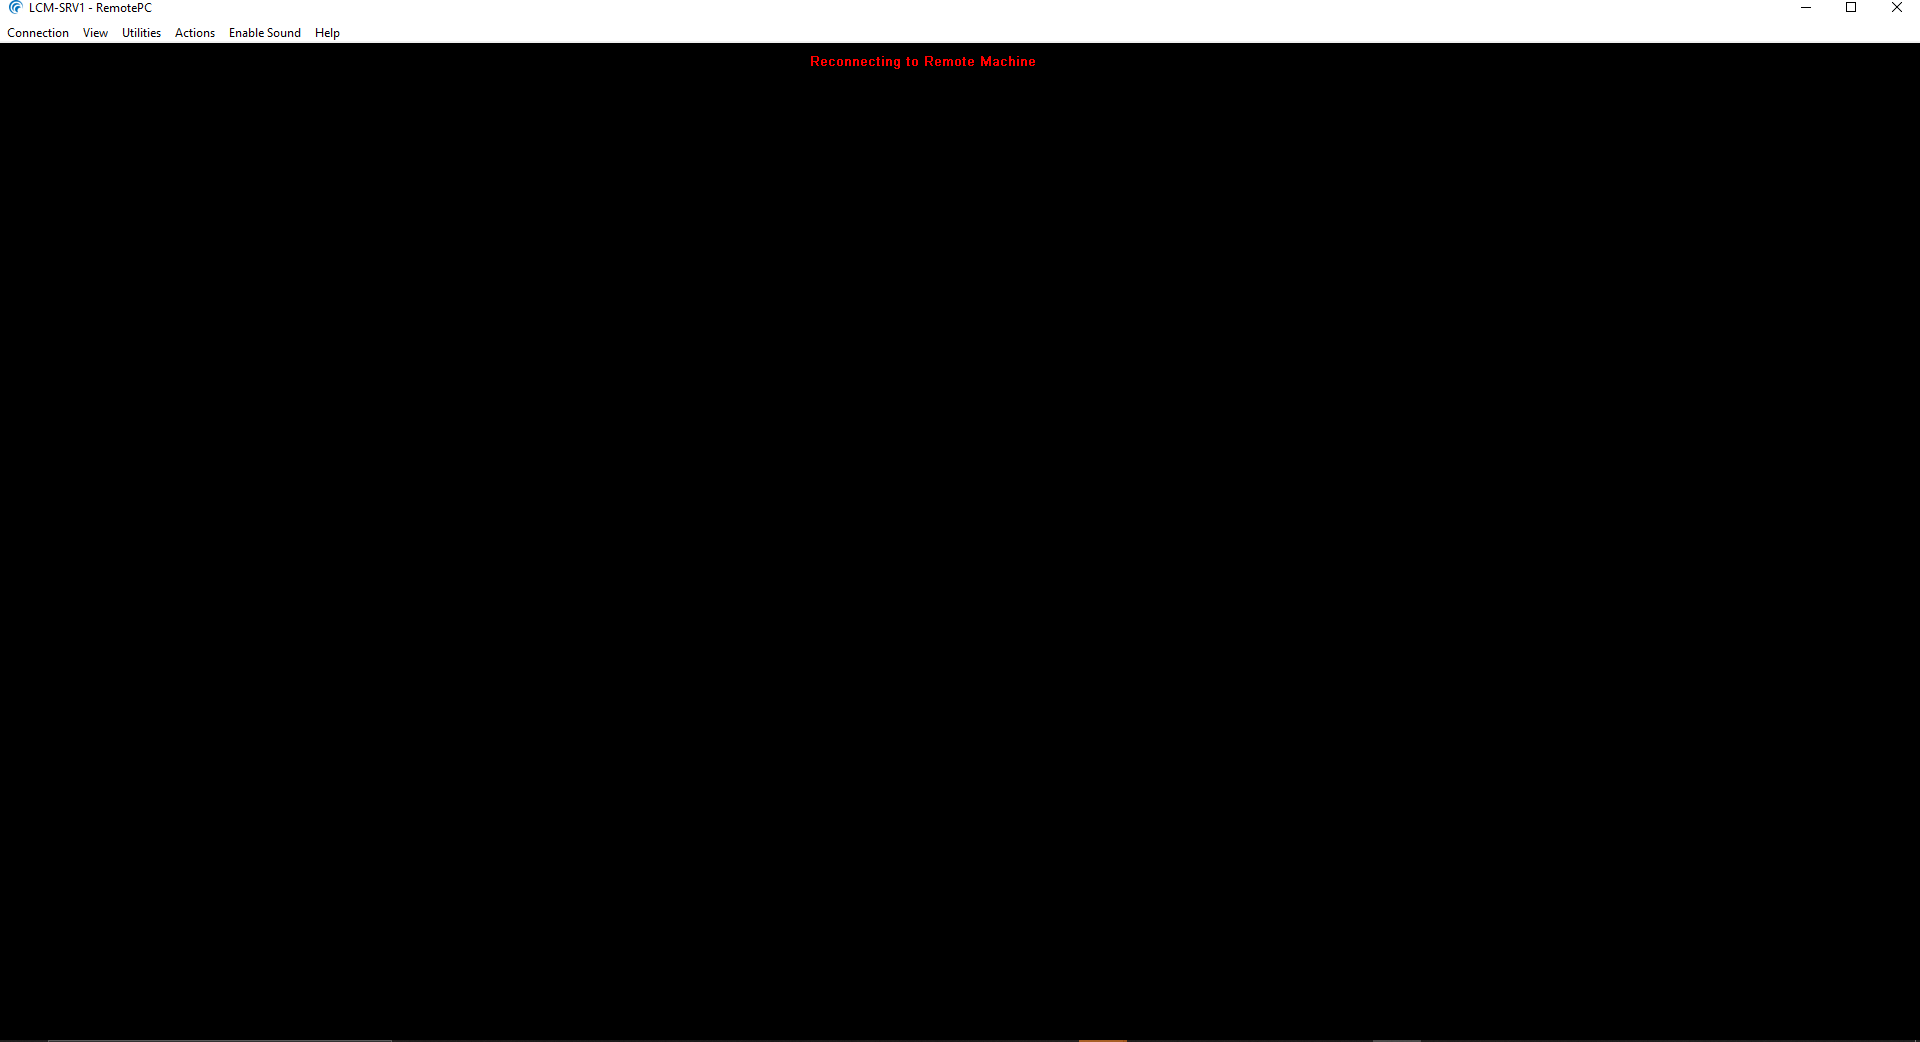 LCM-SRV1 - RemotePC
Connection View Utilities Actions Enable Sound Help
Reconnecting to Remote Machine